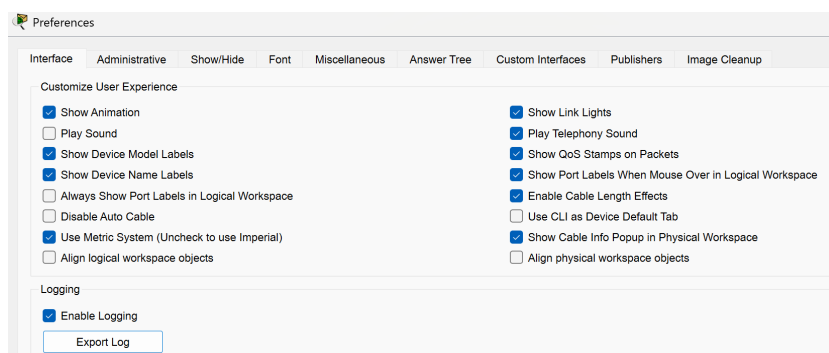 Preferences
Interface Administrative Show/Hide Font Miscellaneous Answer Tree Custom Interfaces Publishers Image Cleanup
Customize User Experience
Show Animation Show Link Lights
Play Sound Play Telephony Sound
Show Device Model Labels Show QoS Stamps on Packets
Show Device Name Labels Show Port Labels When Mouse Over in Logical Workspace
Always Show Port Labels in Logical Workspace Enable Cable Length Effects
Disable Auto Cable Use CLI as Device Default Tab
Use Metric System (Uncheck to use Imperial) Show Cable Info Popup in Physical Workspace
Align logical workspace objects Align physical workspace objects
Logging
Enable Logging
Export Log